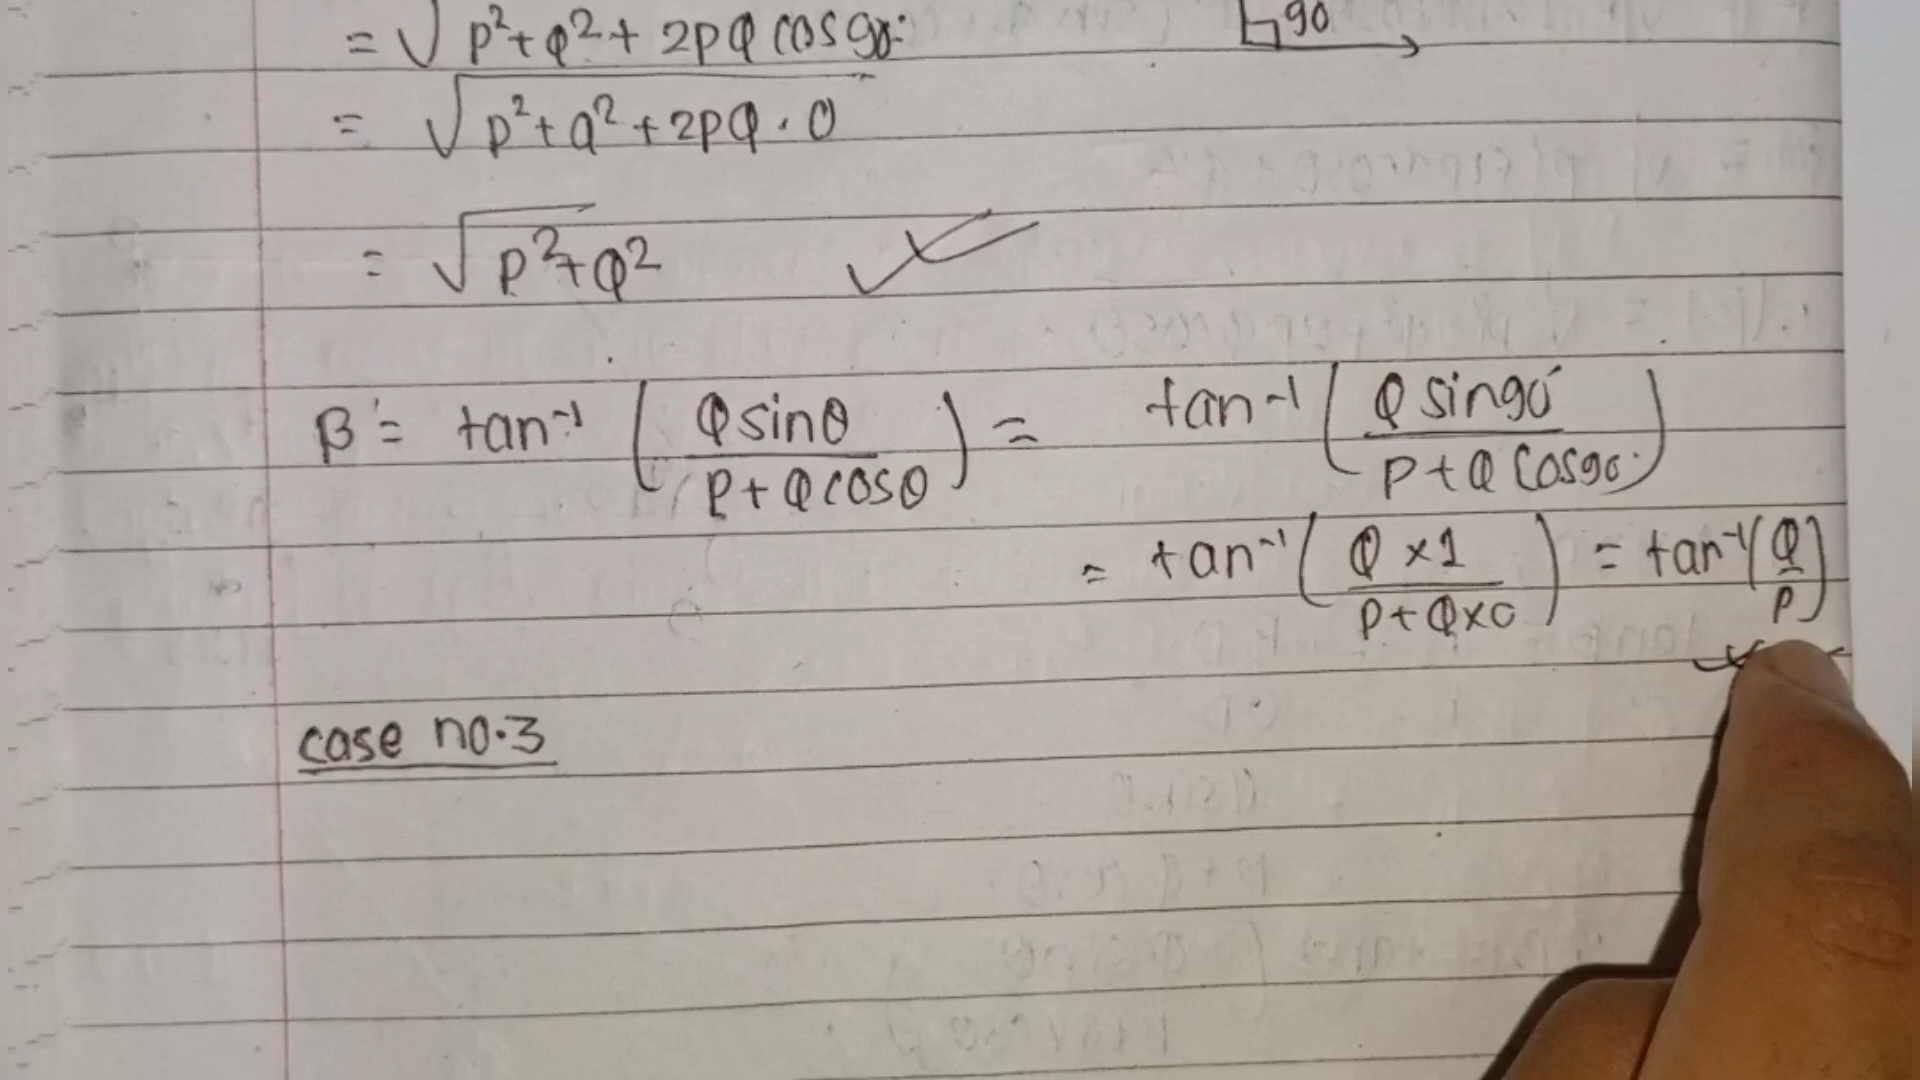 = √P²+Q²+2PQ cos90°
90
= √P²+Q²+2PQ·0
= √P²+Q²
β = tan⁻¹ (Q sinθ / P+Q cosθ) = tan⁻¹ (Q sin90° / P+Q cos90°)
= tan⁻¹ (Q×1 / P+Q×0) = tan⁻¹ (Q / P)
case no.3